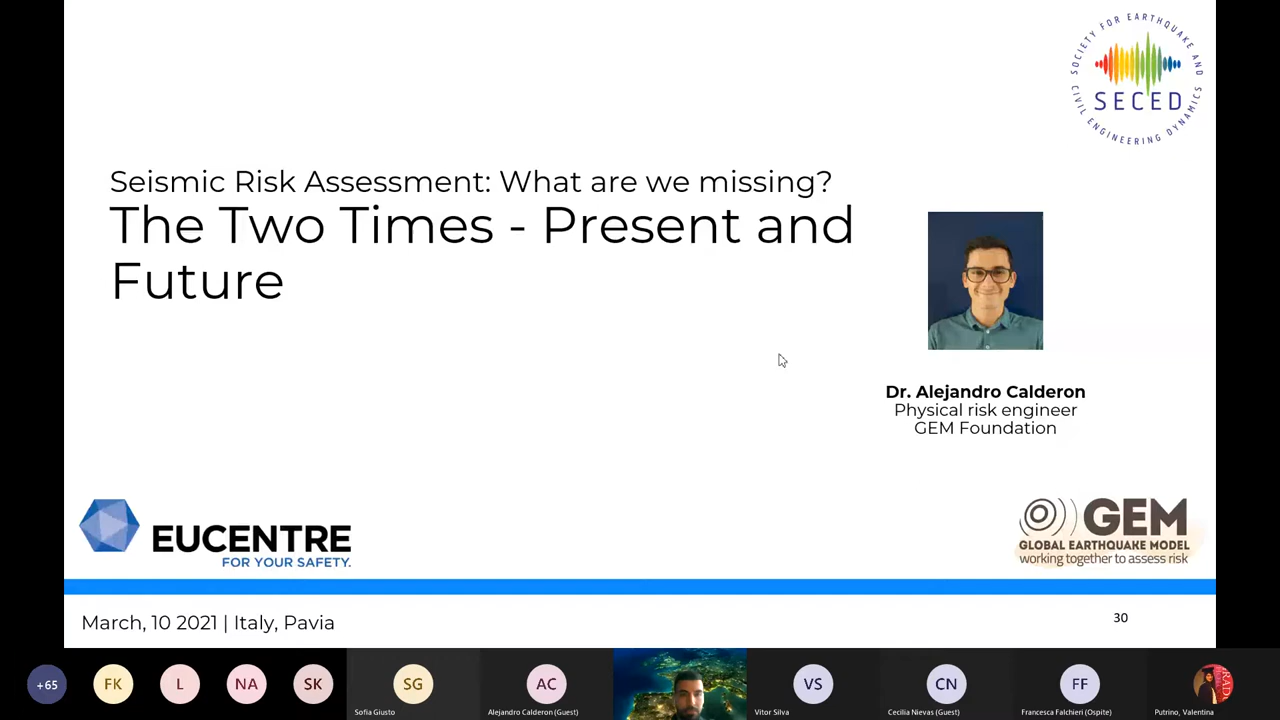 SOCIETY FOR EARTHQUAKE AND
CIVIL ENGINEERING DYNAMICS
SECED
Seismic Risk Assessment: What are we missing?
The Two Times - Present and
Future
Dr. Alejandro Calderon
Physical risk engineer
GEM Foundation
EUCENTRE
FOR YOUR SAFETY.
GEM
GLOBAL EARTHQUAKE MODEL
working together to assess risk
March, 10 2021 | Italy, Pavia
30
+65
FK
L
NA
SK
SG
AC
VS
CN
FF
Sofia Giusto
Alejandro Calderon (Guest)
Vitor Silva
Cecilia Nievas (Guest)
Francesca Falchieri (Ospite)
Putrino, Valentina